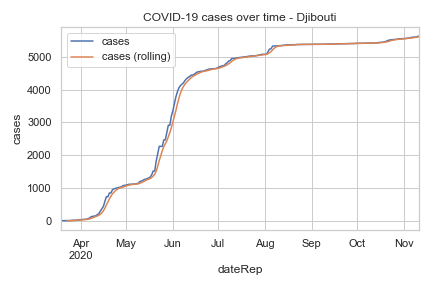 COVID-19 cases over time - Djibouti
cases
cases (rolling)
cases
5000
4000
3000
2000
1000
0
Apr May Jun Jul Aug Sep Oct Nov
2020
dateRep